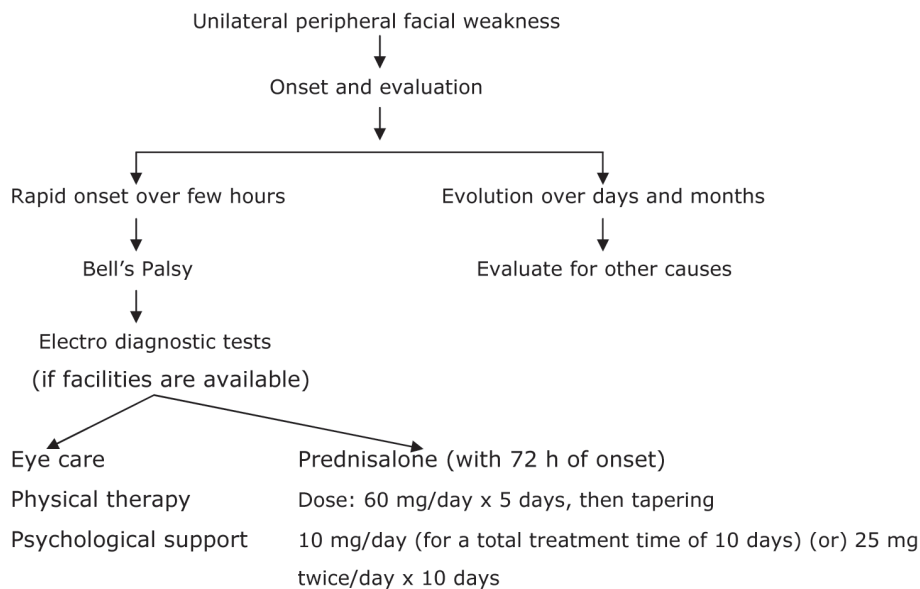 Unilateral peripheral facial weakness
Onset and evaluation
Rapid onset over few hours
Evolution over days and months
Bell's Palsy
Evaluate for other causes
Electro diagnostic tests
(if facilities are available)
Eye care
Physical therapy
Psychological support
Prednisalone (with 72 h of onset)
Dose: 60 mg/day x 5 days, then tapering
10 mg/day (for a total treatment time of 10 days) (or) 25 mg
twice/day x 10 days